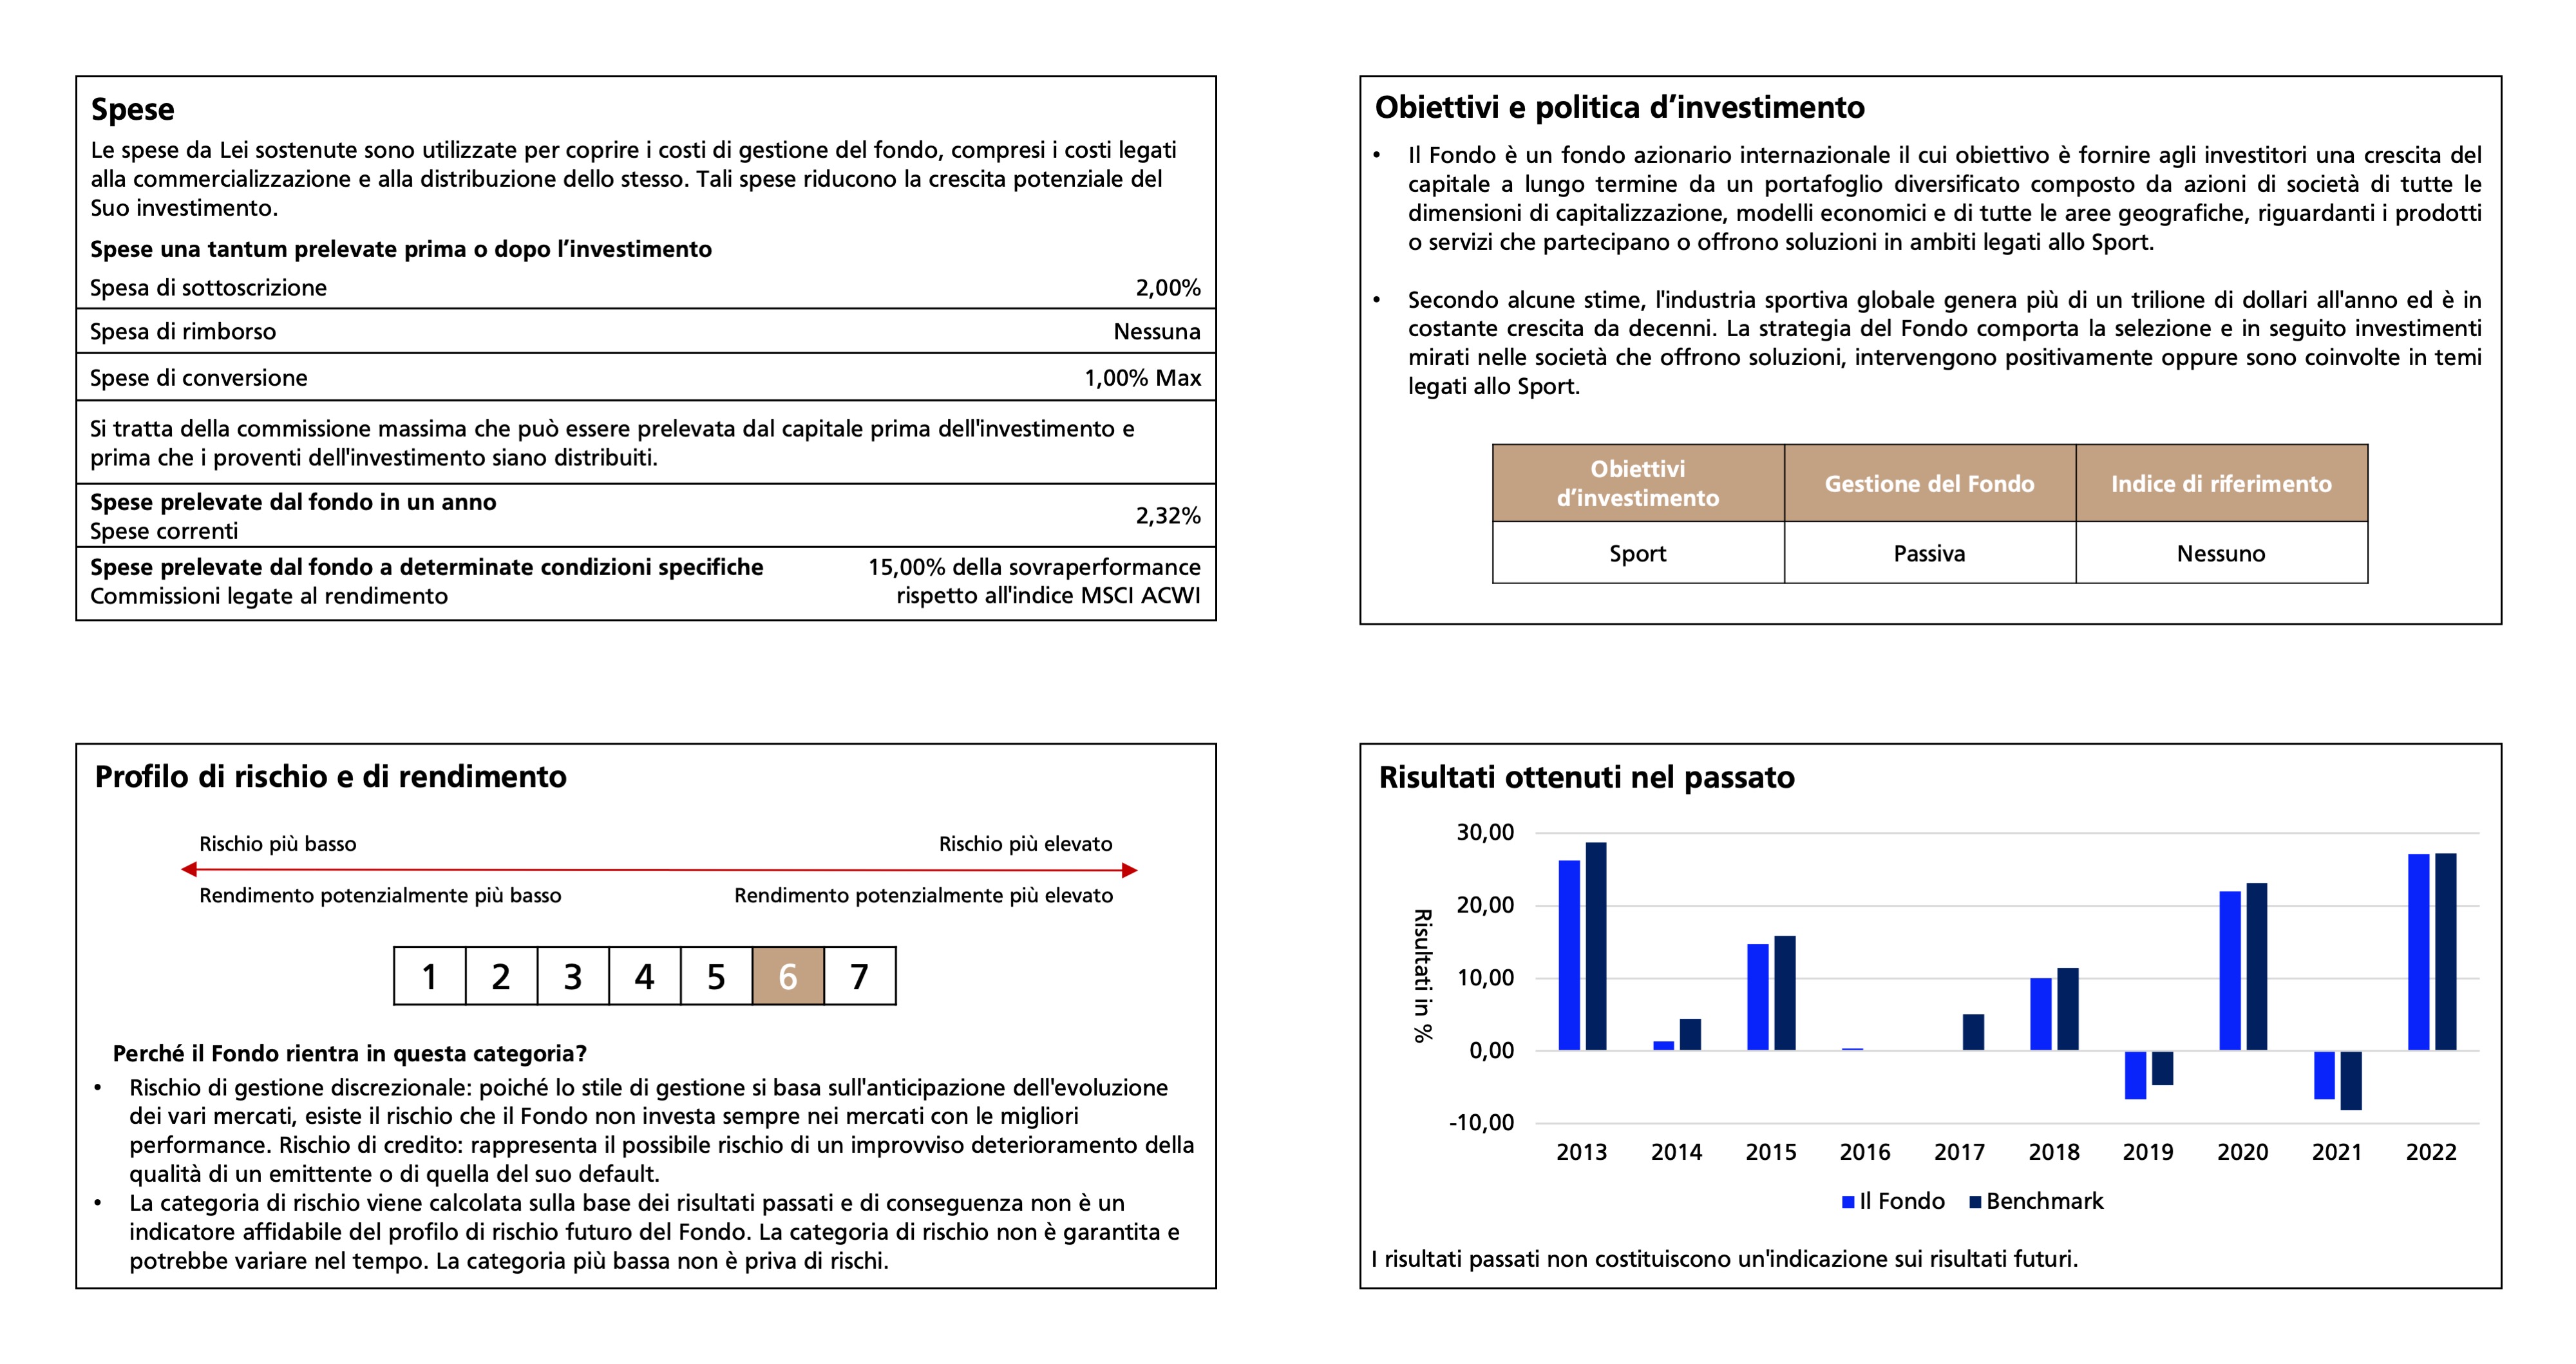 Spese
Le spese da Lei sostenute sono utilizzate per coprire i costi di gestione del fondo, compresi i costi legati
alla commercializzazione e alla distribuzione dello stesso. Tali spese riducono la crescita potenziale del
Suo investimento.
Spese una tantum prelevate prima o dopo l’investimento
Spesa di sottoscrizione 2,00%
Spesa di rimborso Nessuna
Spese di conversione 1,00% Max
Si tratta della commissione massima che può essere prelevata dal capitale prima dell'investimento e
prima che i proventi dell'investimento siano distribuiti.
Spese prelevate dal fondo in un anno
Spese correnti
2,32%
Spese prelevate dal fondo a determinate condizioni specifiche
Commissioni legate al rendimento
15,00% della sovraperformance
rispetto all'indice MSCI ACWI
Obiettivi e politica d’investimento
• Il Fondo è un fondo azionario internazionale il cui obiettivo è fornire agli investitori una crescita del
capitale a lungo termine da un portafoglio diversificato composto da azioni di società di tutte le
dimensioni di capitalizzazione, modelli economici e di tutte le aree geografiche, riguardanti i prodotti
o servizi che partecipano o offrono soluzioni in ambiti legati allo Sport.
• Secondo alcune stime, l'industria sportiva globale genera più di un trilione di dollari all'anno ed è in
costante crescita da decenni. La strategia del Fondo comporta la selezione e in seguito investimenti
mirati nelle società che offrono soluzioni, intervengono positivamente oppure sono coinvolte in temi
legati allo Sport.
Obiettivi
d’investimento
Gestione del Fondo
Indice di riferimento
Sport Passiva Nessuno
Profilo di rischio e di rendimento
Rischio più basso Rischio più elevato
Rendimento potenzialmente più basso Rendimento potenzialmente più elevato
1 2 3 4 5 6 7
Perché il Fondo rientra in questa categoria?
• Rischio di gestione discrezionale: poiché lo stile di gestione si basa sull'anticipazione dell'evoluzione
dei vari mercati, esiste il rischio che il Fondo non investa sempre nei mercati con le migliori
performance. Rischio di credito: rappresenta il possibile rischio di un improvviso deterioramento della
qualità di un emittente o di quella del suo default.
• La categoria di rischio viene calcolata sulla base dei risultati passati e di conseguenza non è un
indicatore affidabile del profilo di rischio futuro del Fondo. La categoria di rischio non è garantita e
potrebbe variare nel tempo. La categoria più bassa non è priva di rischi.
Risultati ottenuti nel passato
Risultati in %
30,00
20,00
10,00
0,00
-10,00
2013 2014 2015 2016 2017 2018 2019 2020 2021 2022
Il Fondo Benchmark
I risultati passati non costituiscono un'indicazione sui risultati futuri.